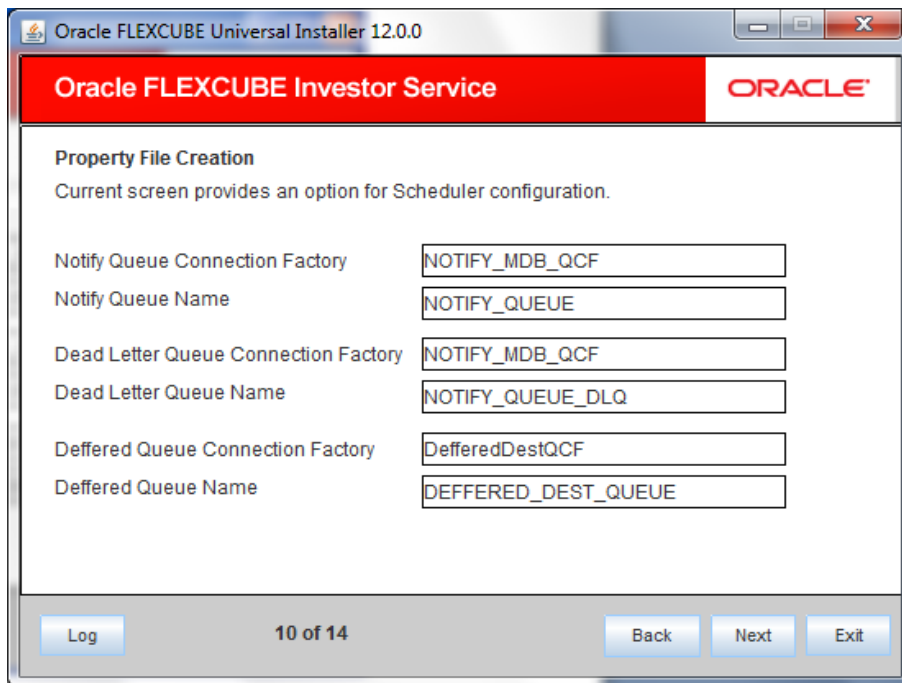 Oracle FLEXCUBE Universal Installer 12.0.0
Oracle FLEXCUBE Investor Service
ORACLE
Property File Creation
Current screen provides an option for Scheduler configuration.
Notify Queue Connection Factory NOTIFY_MDB_QCF
Notify Queue Name NOTIFY_QUEUE
Dead Letter Queue Connection Factory NOTIFY_MDB_QCF
Dead Letter Queue Name NOTIFY_QUEUE_DLQ
Deffered Queue Connection Factory DefferedDestQCF
Deffered Queue Name DEFFERED_DEST_QUEUE
Log 10 of 14 Back Next Exit